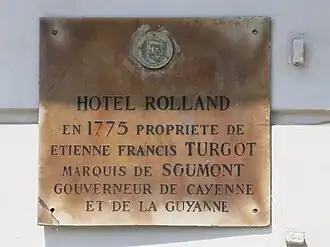 HOTEL ROLLAND
EN 1775 PROPRIETE DE
ETIENNE FRANCIS TURGOT
MARQUIS DE SOUMONT
GOUVERNEUR DE CAYENNE
ET DE LA GUYANNE